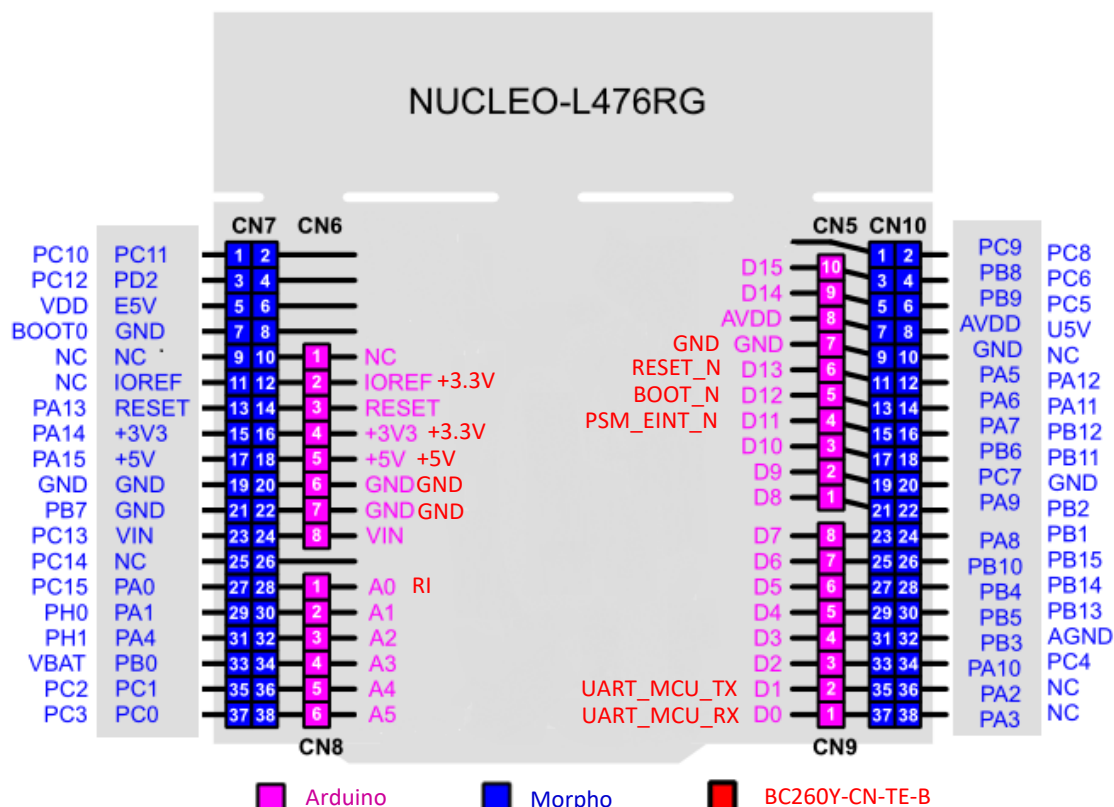 NUCLEO-L476RG
CN7 CN6 CN5 CN10
PC10 PC11 1 2 1 2 PC9 PC8
PC12 PD2 3 4 D15 10 3 4 PB8 PC6
VDD E5V 5 6 D14 9 5 6 PB9 PC5
BOOT0 GND 7 8 AVDD 8 7 8 AVDD U5V
NC NC 9 10 1 NC GND GND 7 9 10 GND NC
NC IOREF 11 12 2 IOREF +3.3V RESET_N D13 6 11 12 PA5 PA12
PA13 RESET 13 14 3 RESET BOOT_N D12 5 13 14 PA6 PA11
PA14 +3V3 15 16 4 +3V3 +3.3V PSM_EINT_N D11 4 15 16 PA7 PB12
PA15 +5V 17 18 5 +5V +5V D10 3 17 18 PB6 PB11
GND GND 19 20 6 GND GND D9 2 19 20 PC7 GND
PB7 GND 21 22 7 GND GND D8 1 21 22 PA9 PB2
PC13 VIN 23 24 8 VIN D7 8 23 24 PA8 PB1
PC14 NC 25 26 D6 7 25 26 PB10 PB15
PC15 PA0 27 28 1 A0 RI D5 6 27 28 PB4 PB14
PH0 PA1 29 30 2 A1 D4 5 29 30 PB5 PB13
PH1 PA4 31 32 3 A2 D3 4 31 32 PB3 AGND
VBAT PB0 33 34 4 A3 D2 3 33 34 PA10 PC4
PC2 PC1 35 36 5 A4 UART_MCU_TX D1 2 35 36 PA2 NC
PC3 PC0 37 38 6 A5 UART_MCU_RX D0 1 37 38 PA3 NC
CN8 CN9
Arduino Morpho BC260Y-CN-TE-B